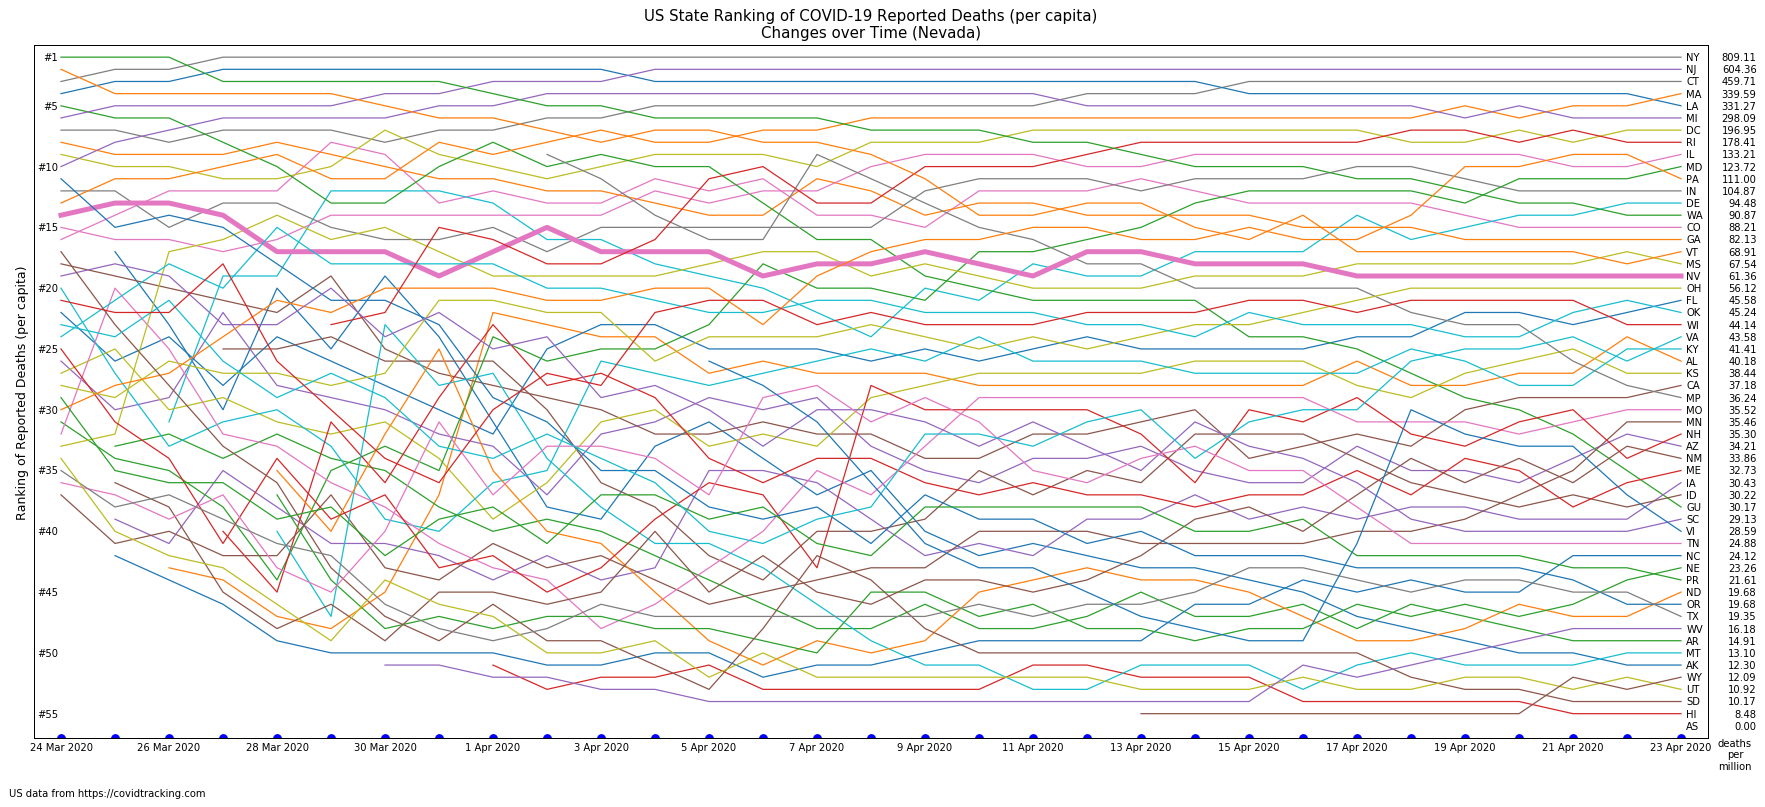 US State Ranking of COVID-19 Reported Deaths (per capita)
Changes over Time (Nevada)
Ranking of Reported Deaths (per capita)
#1
#5
#10
#15
#20
#25
#30
#35
#40
#45
#50
#55
NY 809.11
NJ 604.36
CT 459.71
MA 339.59
LA 331.27
MI 298.09
DC 196.95
RI 178.41
IL 133.21
MD 123.72
PA 111.00
IN 104.87
DE 94.48
WA 90.87
CO 88.21
GA 82.13
VT 68.91
MS 67.54
NV 61.36
OH 56.12
FL 45.58
OK 45.24
WI 44.14
VA 43.58
KY 41.41
AL 40.18
KS 38.44
CA 37.18
MP 36.24
MO 35.52
MN 35.46
NH 35.30
AZ 34.21
NM 33.86
ME 32.73
IA 30.43
ID 30.22
GU 30.17
SC 29.13
VI 28.59
TN 24.88
NC 24.12
NE 23.26
PR 21.61
ND 19.68
OR 19.68
TX 19.35
WV 16.18
AR 14.91
MT 13.10
AK 12.30
WY 12.09
UT 10.92
SD 10.17
HI 8.48
AS 0.00
24 Mar 2020 26 Mar 2020 28 Mar 2020 30 Mar 2020 1 Apr 2020 3 Apr 2020 5 Apr 2020 7 Apr 2020 9 Apr 2020 11 Apr 2020 13 Apr 2020 15 Apr 2020 17 Apr 2020 19 Apr 2020 21 Apr 2020 23 Apr 2020
deaths
per
million
US data from https://covidtracking.com